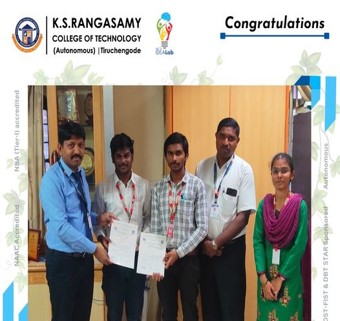 K.S.RANGASAMY
COLLEGE OF TECHNOLOGY
(Autonomous) |Tiruchengode
Congratulations
NBA (Tier-I) accredited
NAAC Accredited
Autonomous
DST-FIST & DBT STAR Sponsored